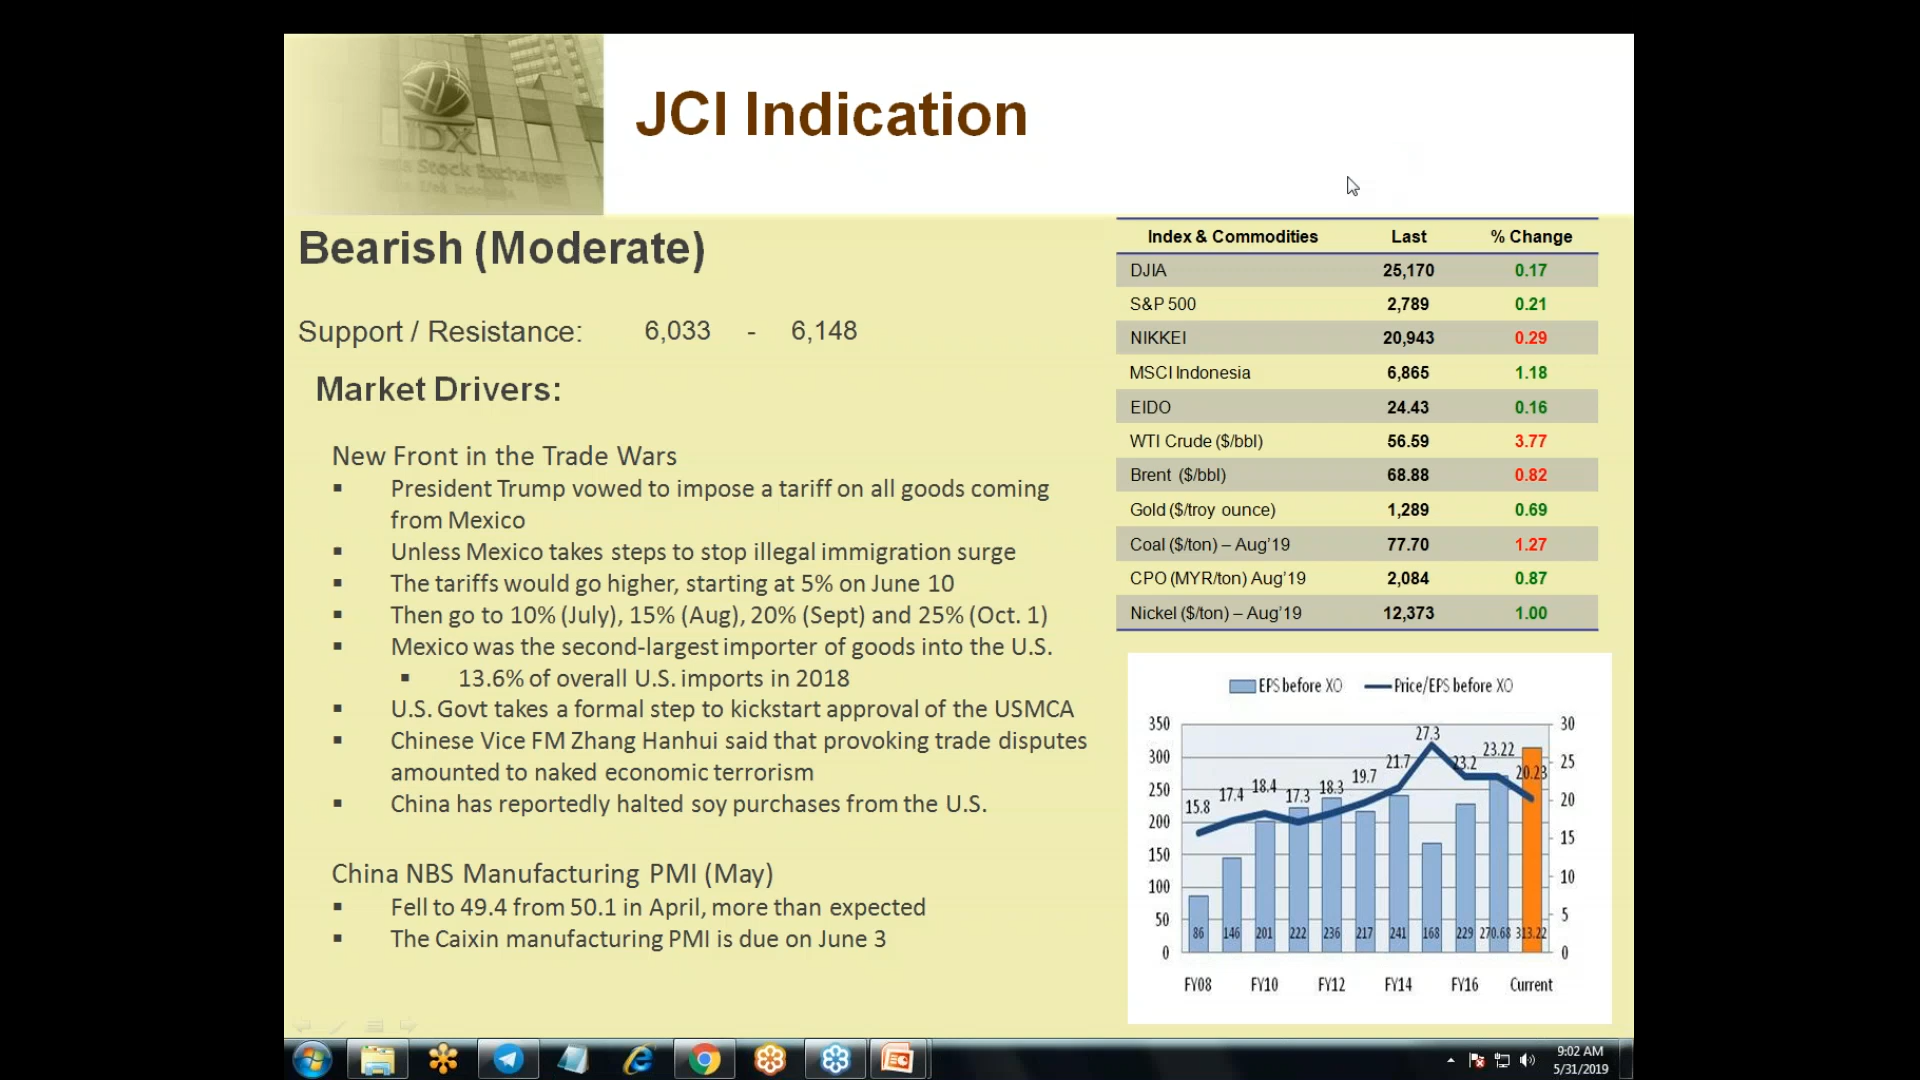 IDX
Stock Exchange
JCI Indication
Bearish (Moderate)
Support / Resistance: 6,033 - 6,148
Market Drivers:
New Front in the Trade Wars
▪ President Trump vowed to impose a tariff on all goods coming
from Mexico
▪ Unless Mexico takes steps to stop illegal immigration surge
▪ The tariffs would go higher, starting at 5% on June 10
▪ Then go to 10% (July), 15% (Aug), 20% (Sept) and 25% (Oct. 1)
▪ Mexico was the second-largest importer of goods into the U.S.
▪ 13.6% of overall U.S. imports in 2018
▪ U.S. Govt takes a formal step to kickstart approval of the USMCA
▪ Chinese Vice FM Zhang Hanhui said that provoking trade disputes
amounted to naked economic terrorism
▪ China has reportedly halted soy purchases from the U.S.
China NBS Manufacturing PMI (May)
▪ Fell to 49.4 from 50.1 in April, more than expected
▪ The Caixin manufacturing PMI is due on June 3
Index & Commodities Last % Change
DJIA 25,170 0.17
S&P 500 2,789 0.21
NIKKEI 20,943 0.29
MSCI Indonesia 6,865 1.18
EIDO 24.43 0.16
WTI Crude ($/bbl) 56.59 3.77
Brent ($/bbl) 68.88 0.82
Gold ($/troy ounce) 1,289 0.69
Coal ($/ton) – Aug’19 77.70 1.27
CPO (MYR/ton) Aug’19 2,084 0.87
Nickel ($/ton) – Aug’19 12,373 1.00
EPS before XO Price/EPS before XO
350 30
300 25
250 20
200 15
150 10
100 5
50 0
0
15.8 17.4 18.4 17.3 18.3 19.7 21.7 27.3 23.2 23.22 20.23
86 146 201 222 236 217 241 168 229 270.68 313.22
FY08 FY10 FY12 FY14 FY16 Current
9:02 AM
5/31/2019